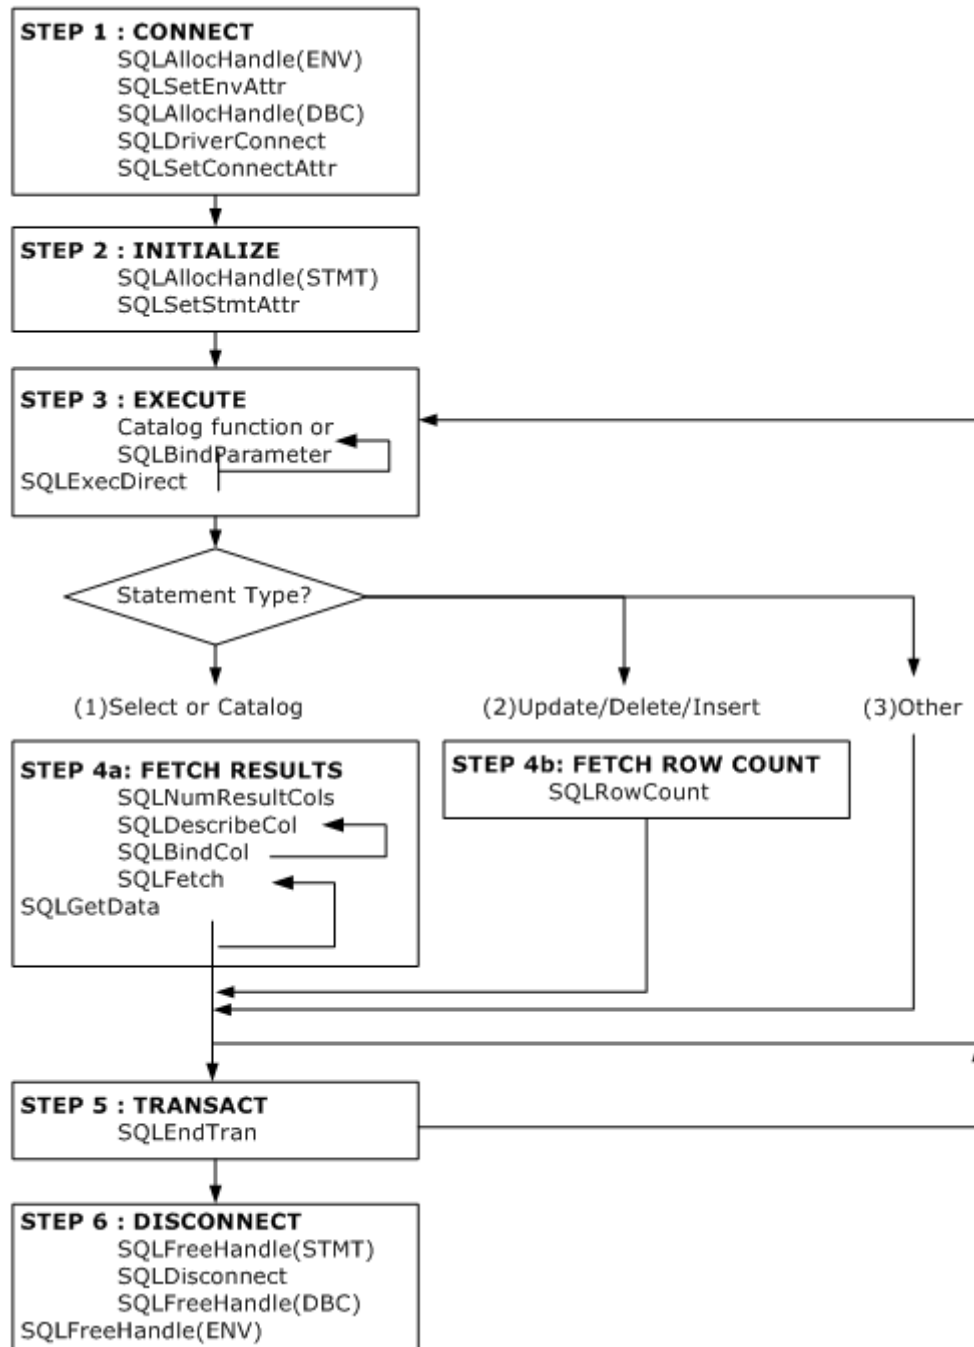 STEP 1 : CONNECT
SQLAllocHandle(ENV)
SQLSetEnvAttr
SQLAllocHandle(DBC)
SQLDriverConnect
SQLSetConnectAttr
STEP 2 : INITIALIZE
SQLAllocHandle(STMT)
SQLSetStmtAttr
STEP 3 : EXECUTE
Catalog function or
SQLBindParameter
SQLExecDirect
Statement Type?
(1)Select or Catalog
(2)Update/Delete/Insert
(3)Other
STEP 4a: FETCH RESULTS
SQLNumResultCols
SQLDescribeCol
SQLBindCol
SQLFetch
SQLGetData
STEP 4b: FETCH ROW COUNT
SQLRowCount
STEP 5 : TRANSACT
SQLEndTran
STEP 6 : DISCONNECT
SQLFreeHandle(STMT)
SQLDisconnect
SQLFreeHandle(DBC)
SQLFreeHandle(ENV)